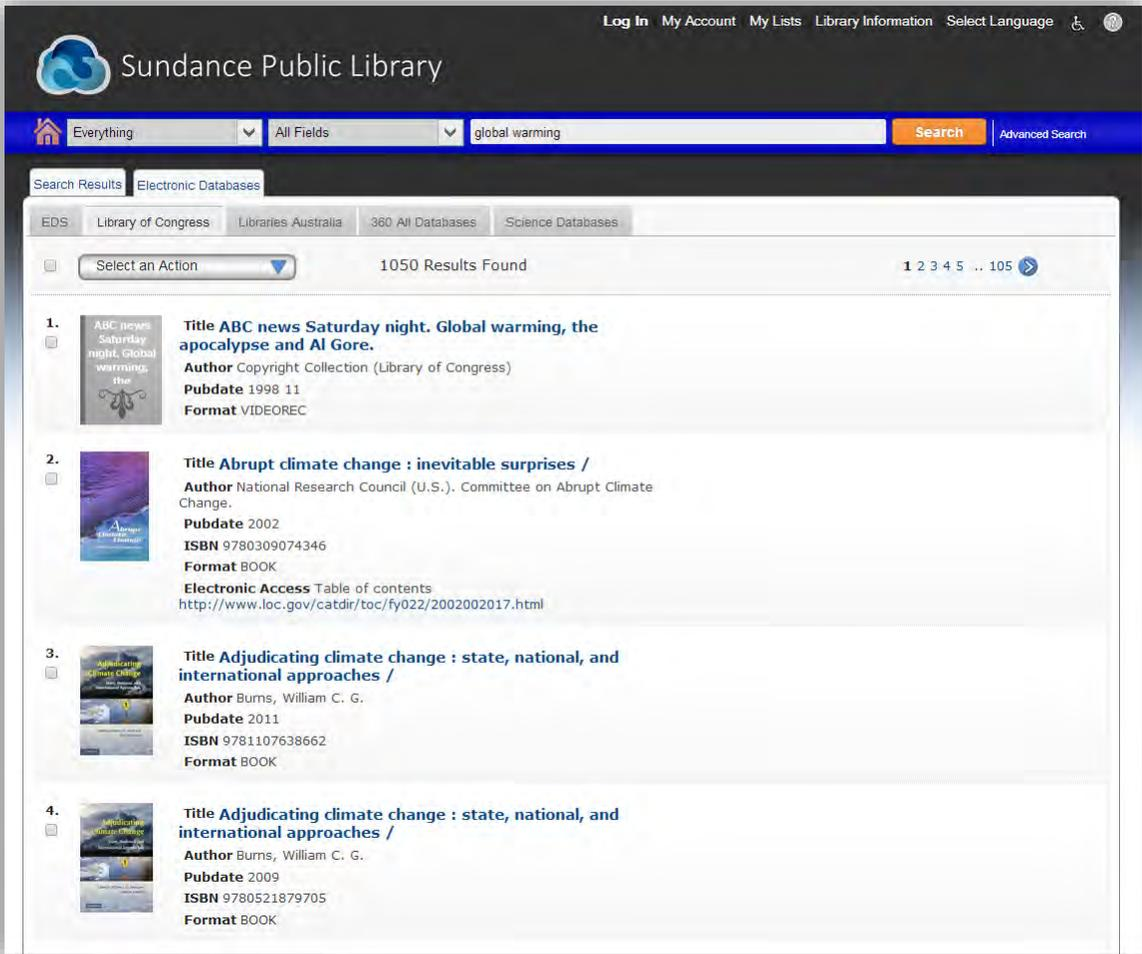 Log In My Account My Lists Library Information Select Language
Sundance Public Library
Everything All Fields global warming Search Advanced Search
Search Results Electronic Databases
EDS Library of Congress Libraries Australia 360 All Databases Science Databases
Select an Action 1050 Results Found 1 2 3 4 5 .. 105
1. Title ABC news Saturday night. Global warming, the
apocalypse and Al Gore.
Author Copyright Collection (Library of Congress)
Pubdate 1998 11
Format VIDEOREC
ABC news
Saturday
night. Global
warming,
the
2. Title Abrupt climate change : inevitable surprises /
Author National Research Council (U.S.). Committee on Abrupt Climate
Change.
Pubdate 2002
ISBN 9780309074346
Format BOOK
Electronic Access Table of contents
http://www.loc.gov/catdir/toc/fy022/2002002017.html
Abrupt
Climate
Change
3. Title Adjudicating climate change : state, national, and
international approaches /
Author Burns, William C. G.
Pubdate 2011
ISBN 9781107638662
Format BOOK
Adjudicating
Climate Change
4. Title Adjudicating climate change : state, national, and
international approaches /
Author Burns, William C. G.
Pubdate 2009
ISBN 9780521879705
Format BOOK
Adjudicating
Climate Change